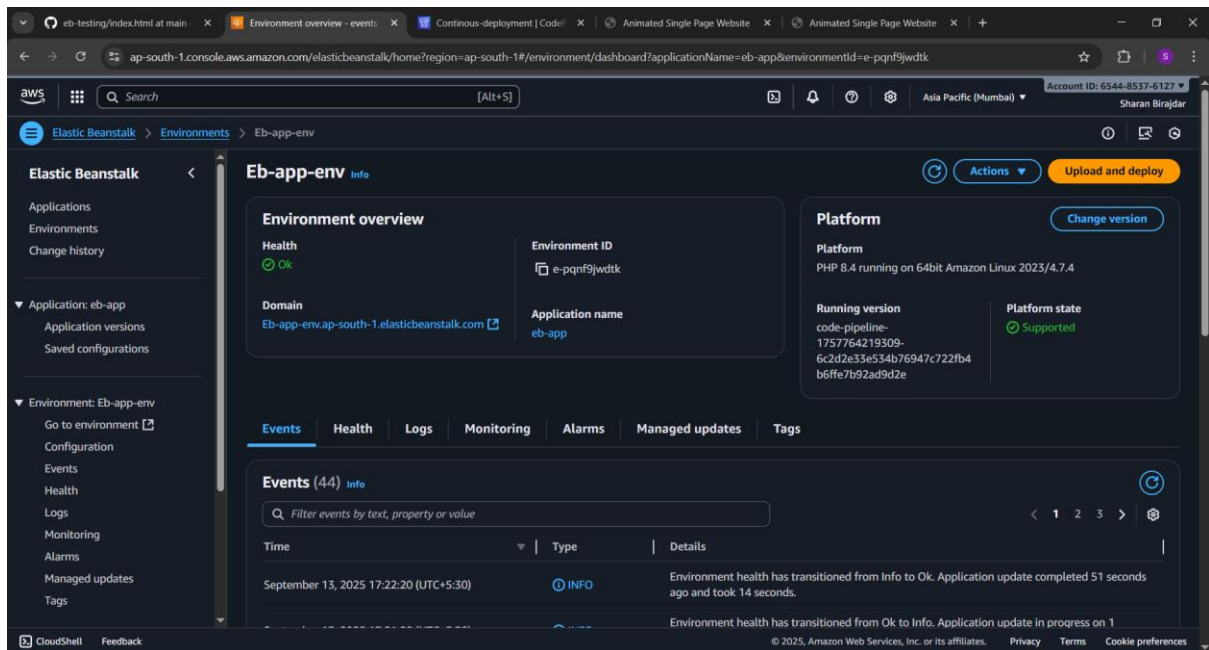 eb-testing/index.html at main
Environment overview - events
Continous-deployment | Code
Animated Single Page Website
Animated Single Page Website
ap-south-1.console.aws.amazon.com/elasticbeanstalk/home?region=ap-south-1#/environment/dashboard?applicationName=eb-app&environmentId=e-pqnf9jwdtk
S
aws
Search
[Alt+S]
Asia Pacific (Mumbai)
Account ID: 6544-8537-6127
Sharan Birajdar
Elastic Beanstalk > Environments > Eb-app-env
Elastic Beanstalk
Applications
Environments
Change history
Application: eb-app
Application versions
Saved configurations
Environment: Eb-app-env
Go to environment
Configuration
Events
Health
Logs
Monitoring
Alarms
Managed updates
Tags
Eb-app-env Info
Actions
Upload and deploy
Environment overview
Health
Ok
Environment ID
e-pqnf9jwdtk
Domain
Eb-app-env.ap-south-1.elasticbeanstalk.com
Application name
eb-app
Platform
Change version
Platform
PHP 8.4 running on 64bit Amazon Linux 2023/4.7.4
Running version
code-pipeline-
1757764219309-
6c2d2e33e534b76947c722fb4
b6ffe7b92ad9d2e
Platform state
Supported
Events
Health
Logs
Monitoring
Alarms
Managed updates
Tags
Events (44) Info
Filter events by text, property or value
1 2 3
Time
Type
Details
September 13, 2025 17:22:20 (UTC+5:30)
INFO
Environment health has transitioned from Info to Ok. Application update completed 51 seconds
ago and took 14 seconds.
Environment health has transitioned from Ok to Info. Application update in progress on 1
CloudShell
Feedback
© 2025, Amazon Web Services, Inc. or its affiliates.
Privacy
Terms
Cookie preferences